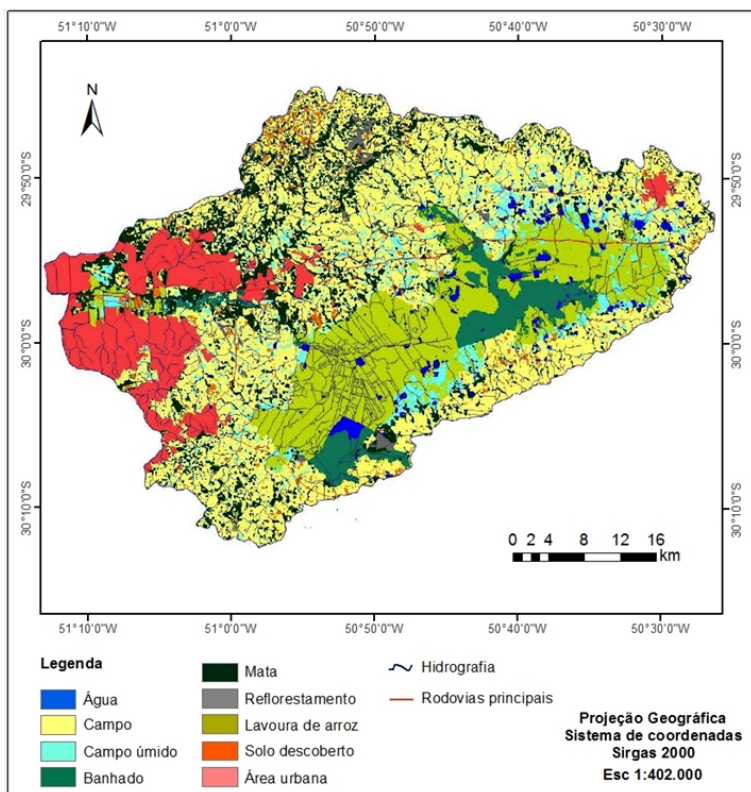 51°10'0"W 51°0'0"W 50°50'0"W 50°40'0"W 50°30'0"W
N
29°50'0"S 29°50'0"S
30°0'0"S 30°0'0"S
30°10'0"S 30°10'0"S
0 2 4 8 12 16
km
51°10'0"W 51°0'0"W 50°50'0"W 50°40'0"W 50°30'0"W
Legenda
Água
Campo
Campo úmido
Banhado
Mata
Reflorestamento
Lavoura de arroz
Solo descoberto
Área urbana
Hidrografia
Rodovias principais
Projeção Geográfica
Sistema de coordenadas
Sirgas 2000
Esc 1:402.000